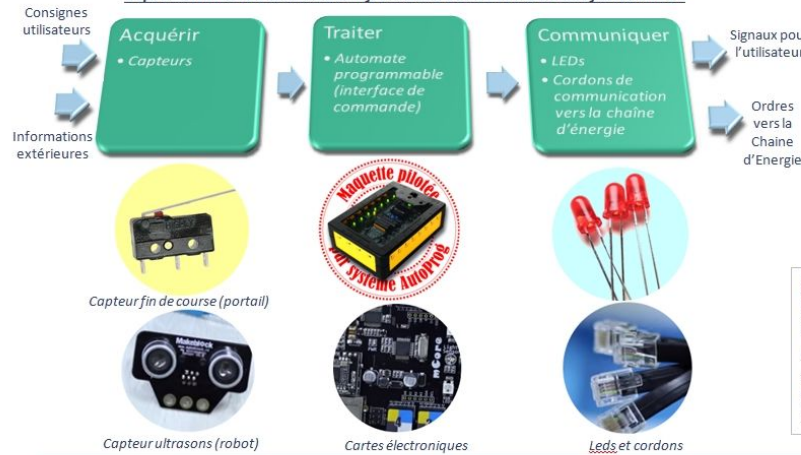 Consignes
utilisateurs
Informations
extérieures
Acquérir
• Capteurs
Traiter
• Automate
programmable
(interface de
commande)
Communiquer
• LEDs
• Cordons de
communication
vers la chaîne
d'énergie
Signaux pou
l'utilisateur
Ordres
vers la
Chaine
d'Energie
Maquette pilotée
par système AutoProg
Capteur fin de course (portail)
Makeblock
Capteur ultrasons (robot)
Cartes électroniques
Leds et cordons